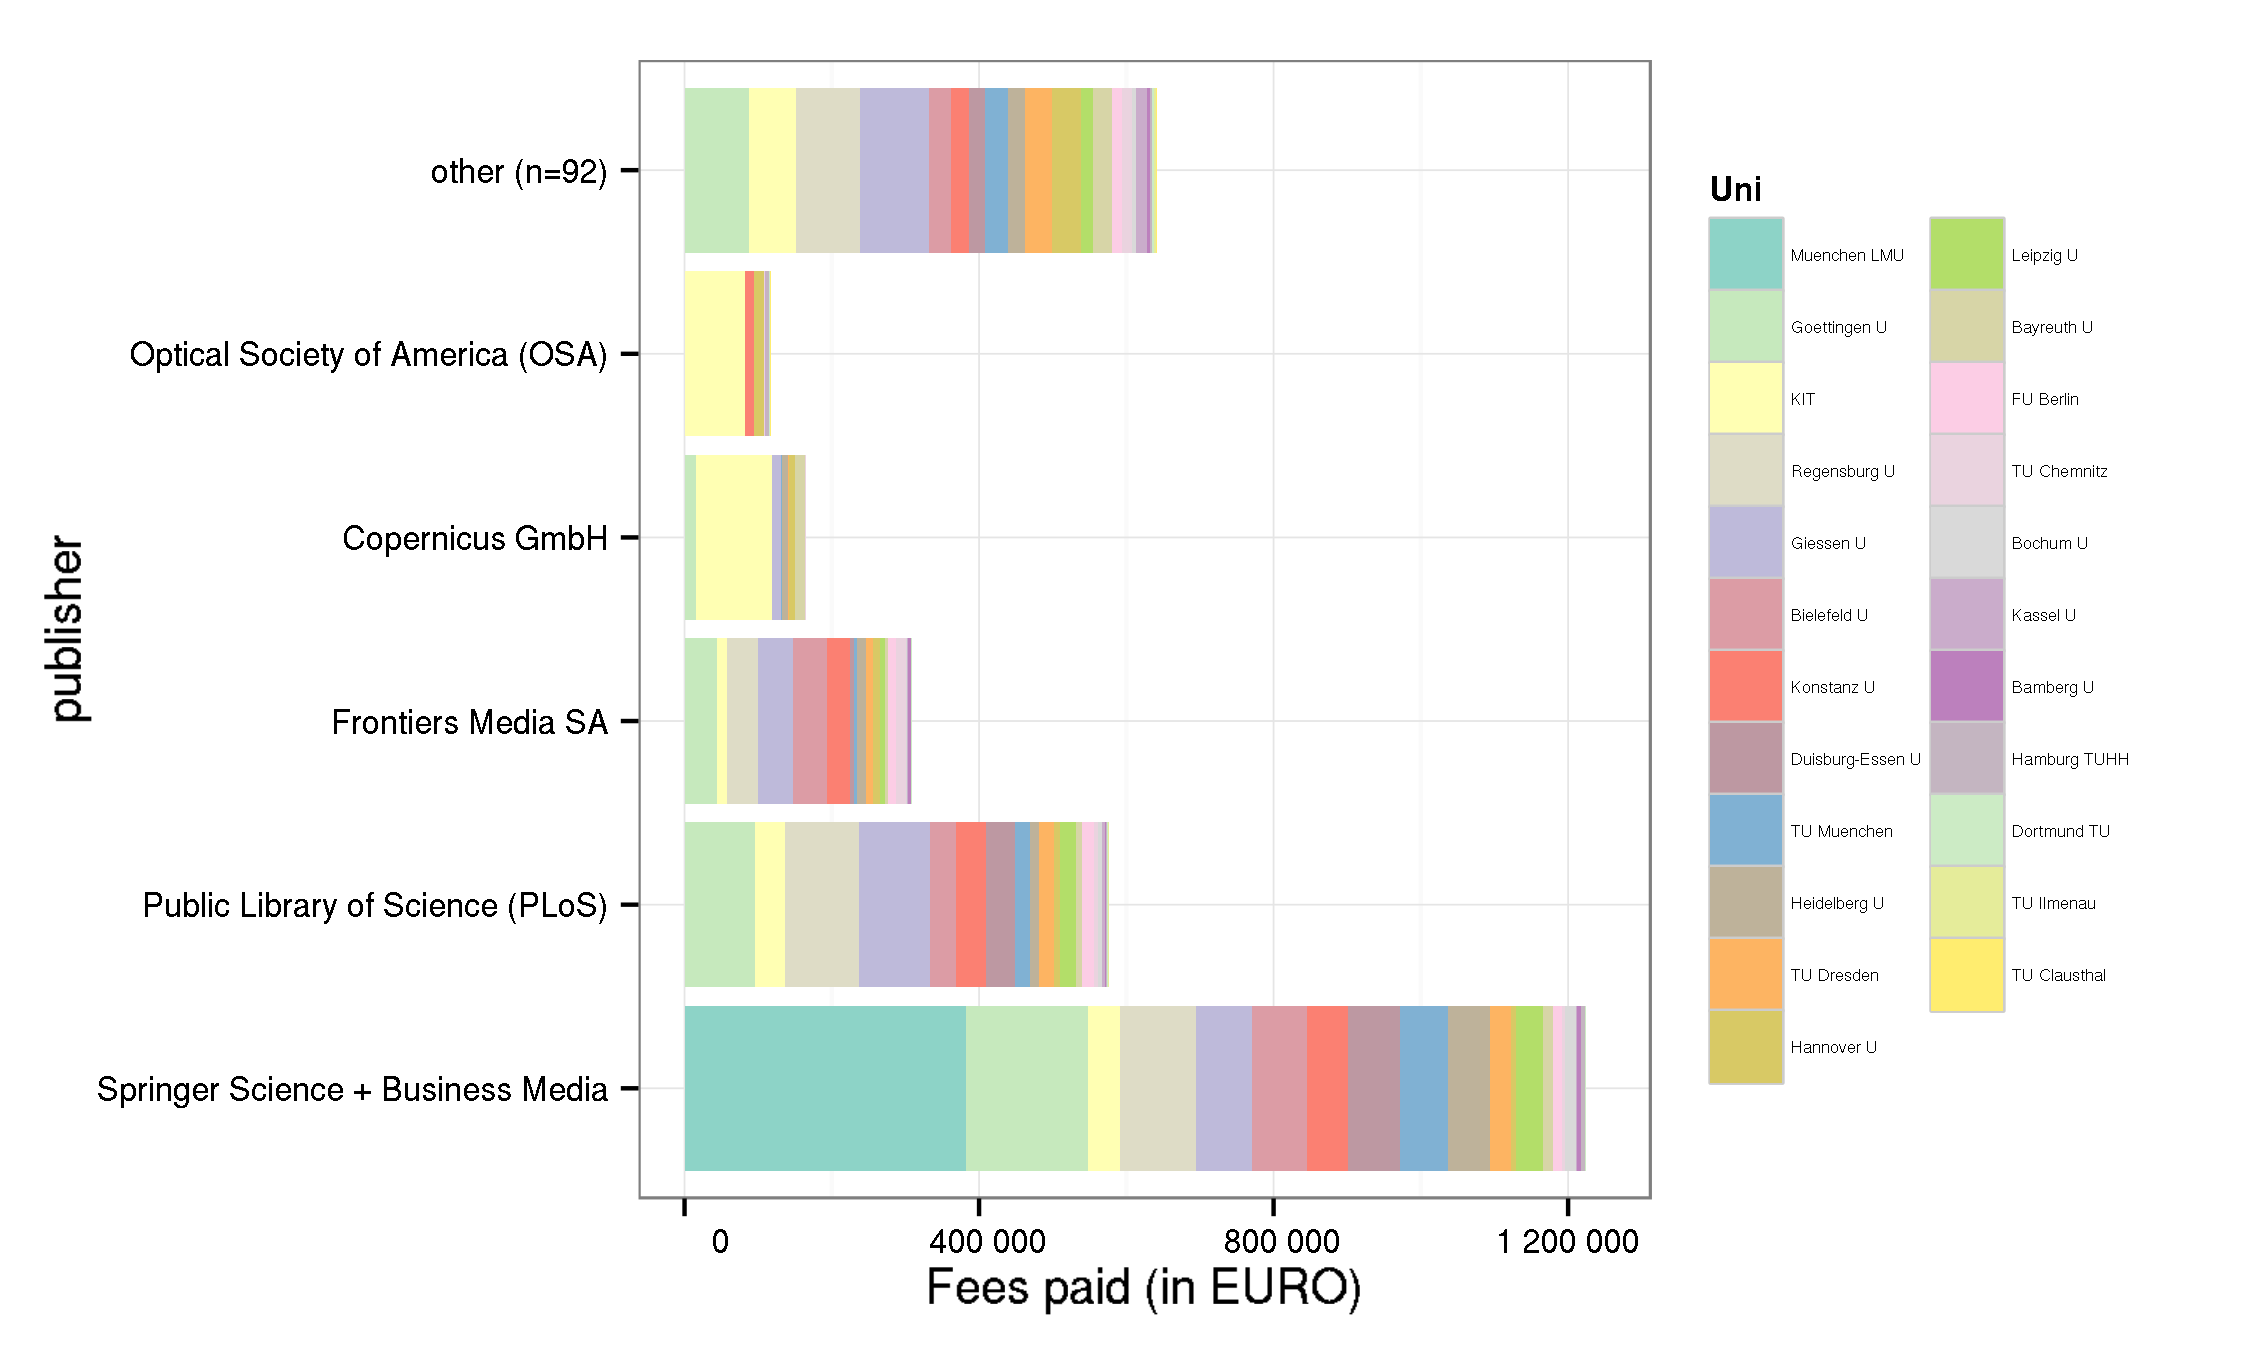 other (n=92)
Optical Society of America (OSA)
Copernicus GmbH
Frontiers Media SA
Public Library of Science (PLoS)
Springer Science + Business Media
publisher
0
400 000
800 000
1 200 000
Fees paid (in EURO)
Uni
Muenchen LMU
Goettingen U
KIT
Regensburg U
Giessen U
Bielefeld U
Konstanz U
Duisburg-Essen U
TU Muenchen
Heidelberg U
TU Dresden
Hannover U
Leipzig U
Bayreuth U
FU Berlin
TU Chemnitz
Bochum U
Kassel U
Bamberg U
Hamburg TUHH
Dortmund TU
TU Ilmenau
TU Clausthal